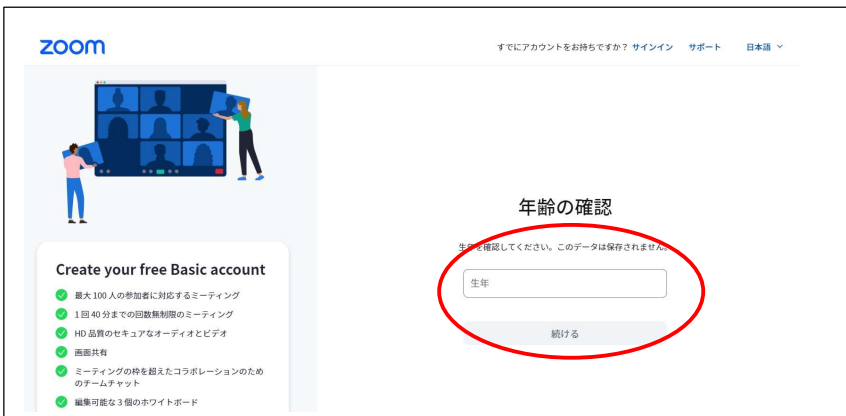 zoom
すでにアカウントをお持ちですか? サインイン サポート 日本語
年齢の確認
生年を確認してください。このデータは保存されません。
生年
続ける
Create your free Basic account
最大 100 人の参加者に対応するミーティング
1 回 40 分までの回数無制限のミーティング
HD 品質のセキュアなオーディオとビデオ
画面共有
ミーティングの枠を超えたコラボレーションのため
のチームチャット
編集可能な 3 個のホワイトボード